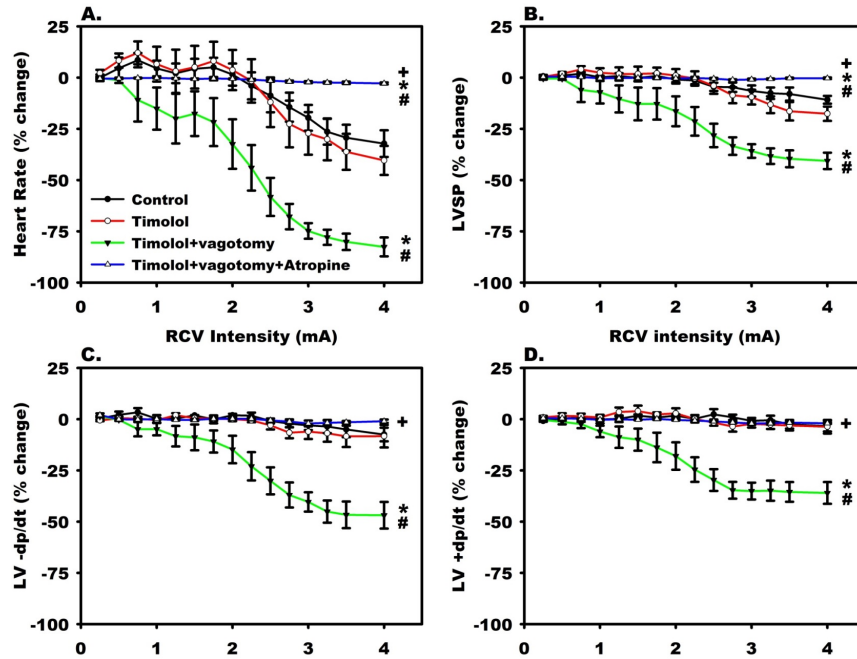 A.
25
0
-25
-50
-75
-100
Heart Rate (% change)
Control
Timolol
Timolol+vagotomy
Timolol+vagotomy+Atropine
+
*
#
*
#
0 1 2 3 4
RCV Intensity (mA)
B.
25
0
-25
-50
-75
-100
LVSP (% change)
+
*
#
*
#
0 1 2 3 4
RCV intensity (mA)
C.
25
0
-25
-50
-75
-100
LV -dp/dt (% change)
+
*
#
0 1 2 3 4
D.
25
0
-25
-50
-75
-100
LV +dp/dt (% change)
+
*
#
0 1 2 3 4